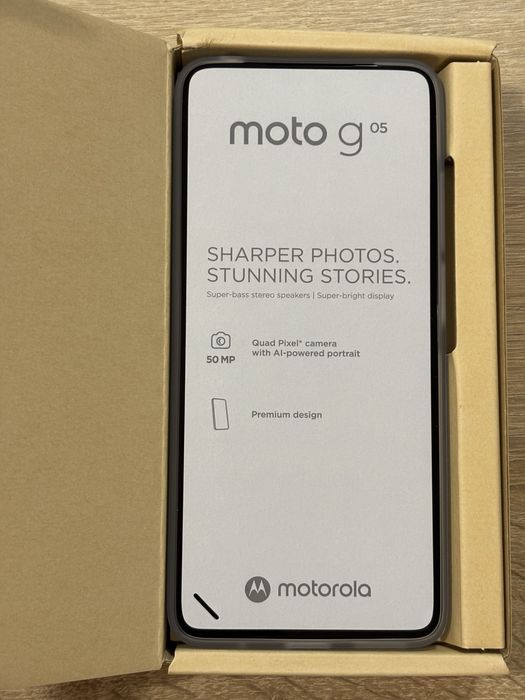 moto g 05
SHARPER PHOTOS.
STUNNING STORIES.
Super-bass stereo speakers | Super-bright display
50 MP
Quad Pixel* camera
with AI-powered portrait
Premium design
motorola